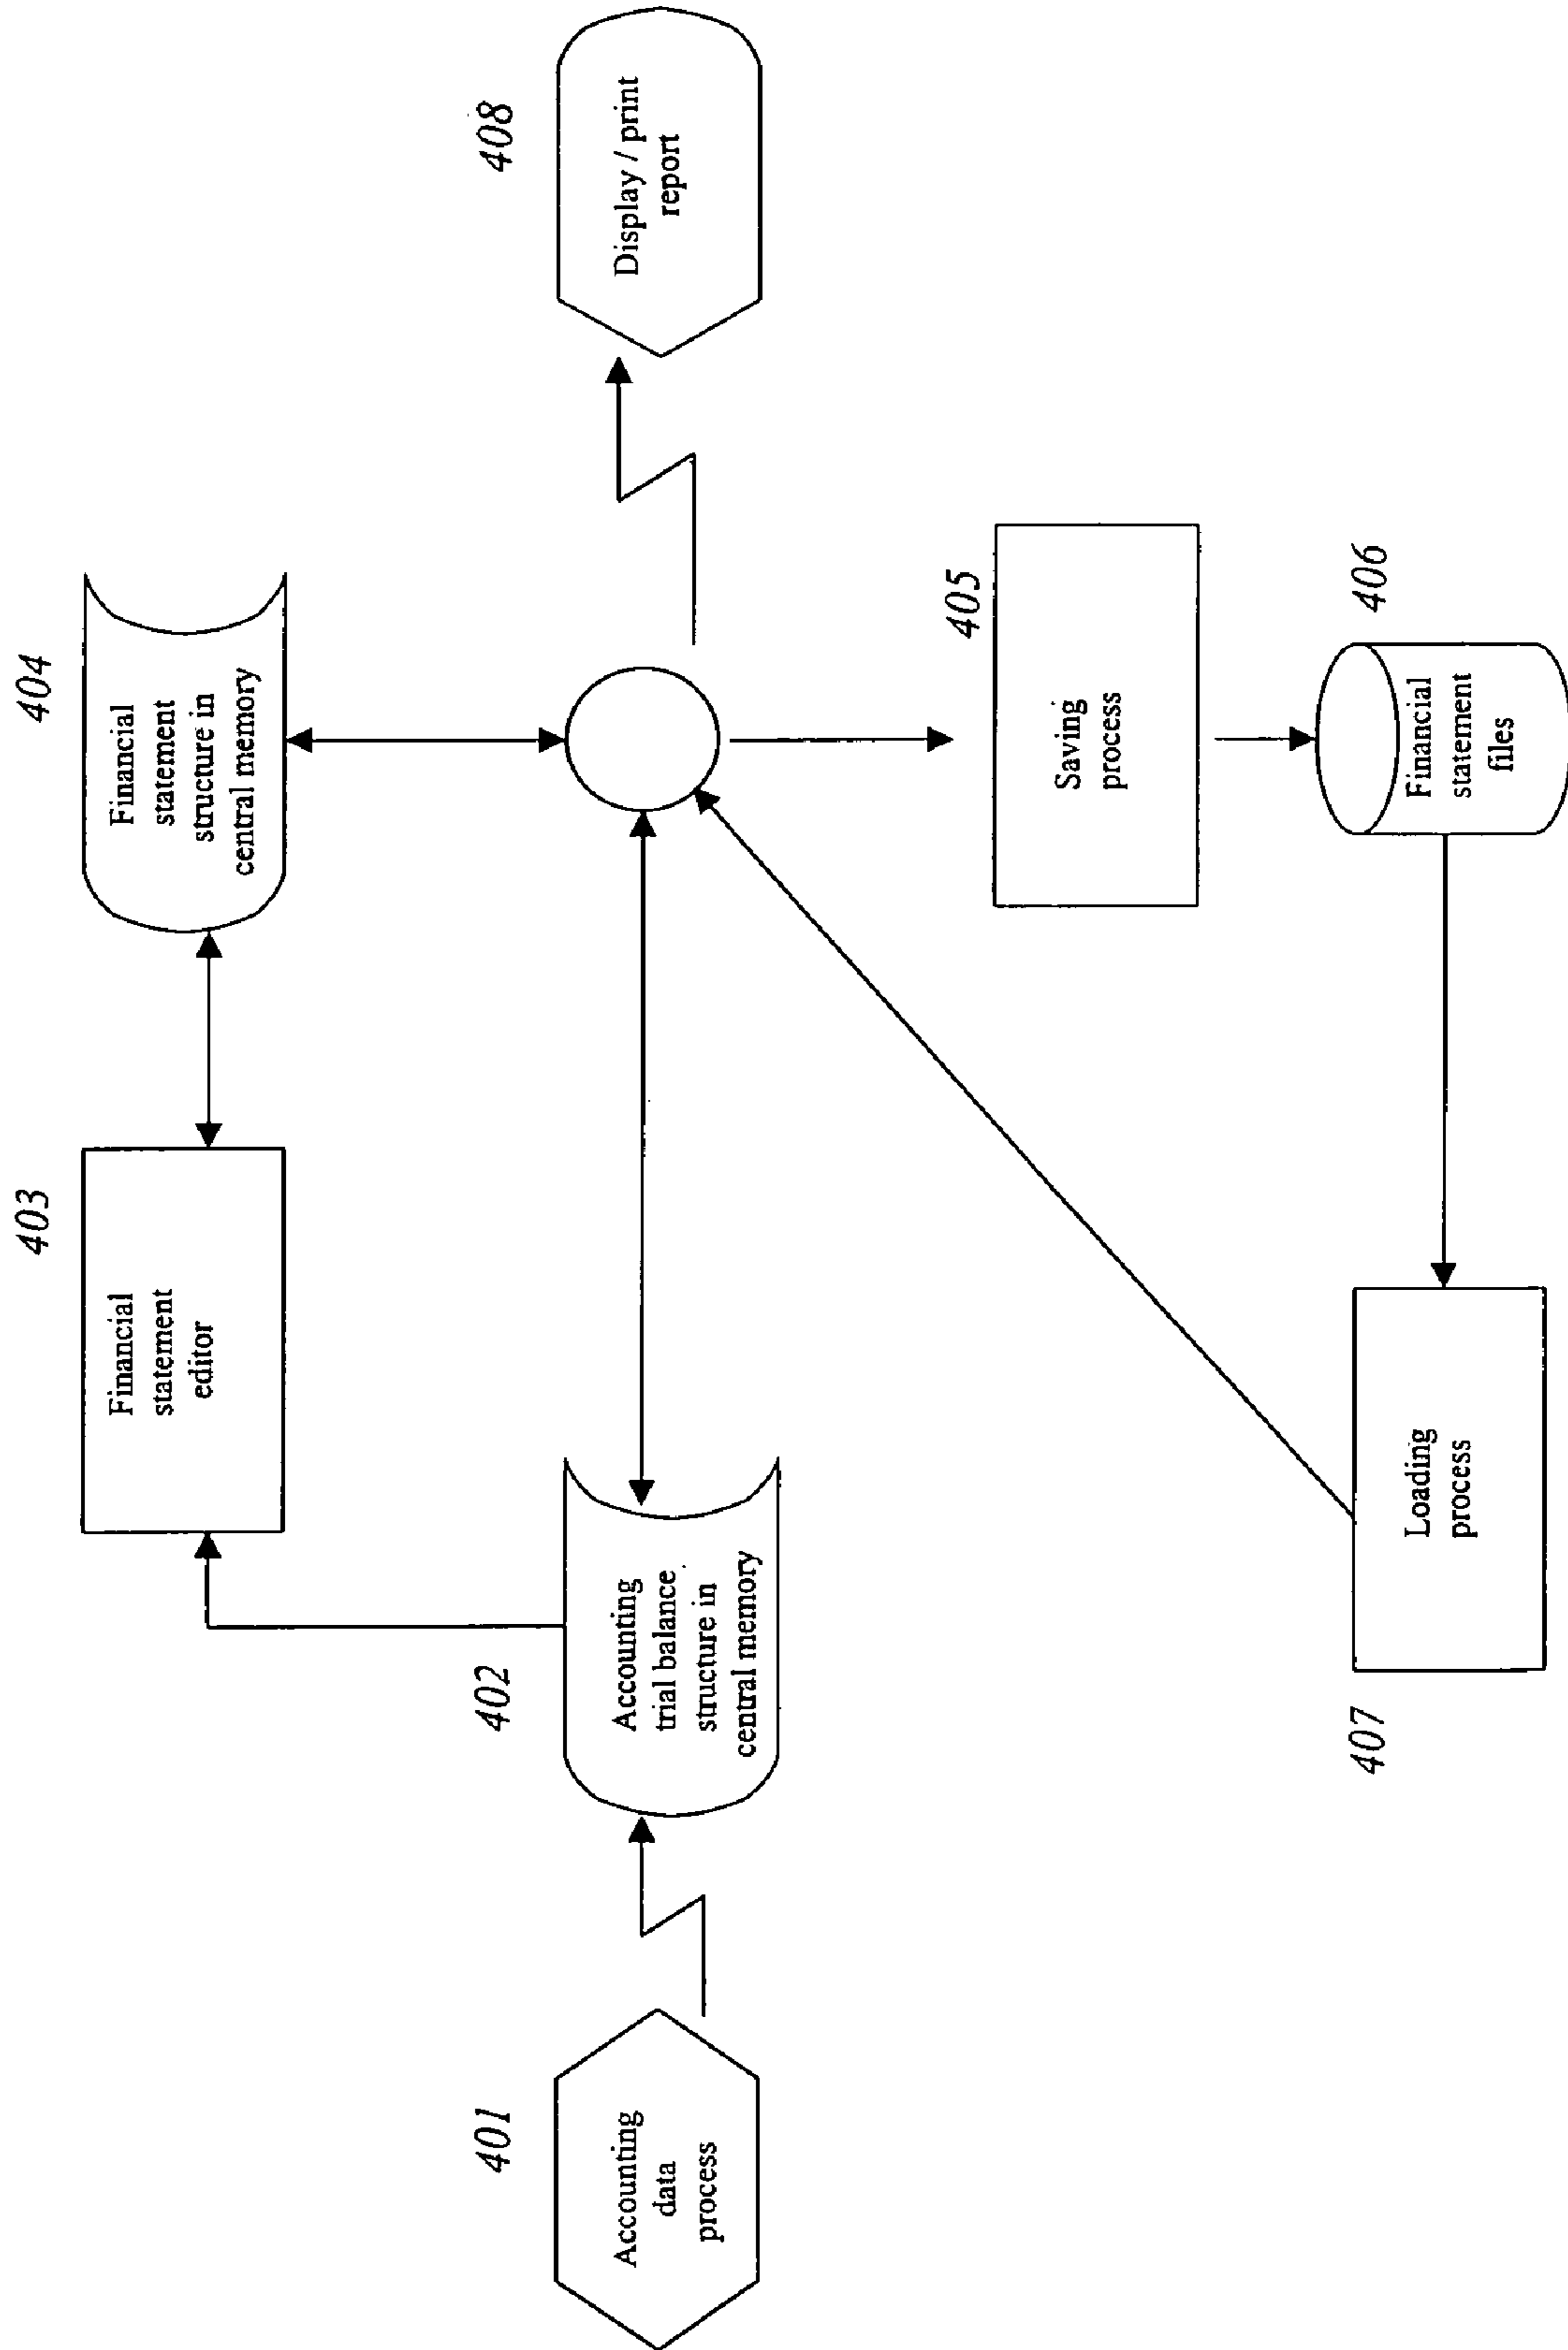 404
Financial
statement
structure in
central memory
403
Financial
statement
editor
408
Display / print
report
402
Accounting
trial balance
structure in
central memory
401
Accounting
data
process
405
Saving
process
406
Financial
statement
files
407
Loading
process